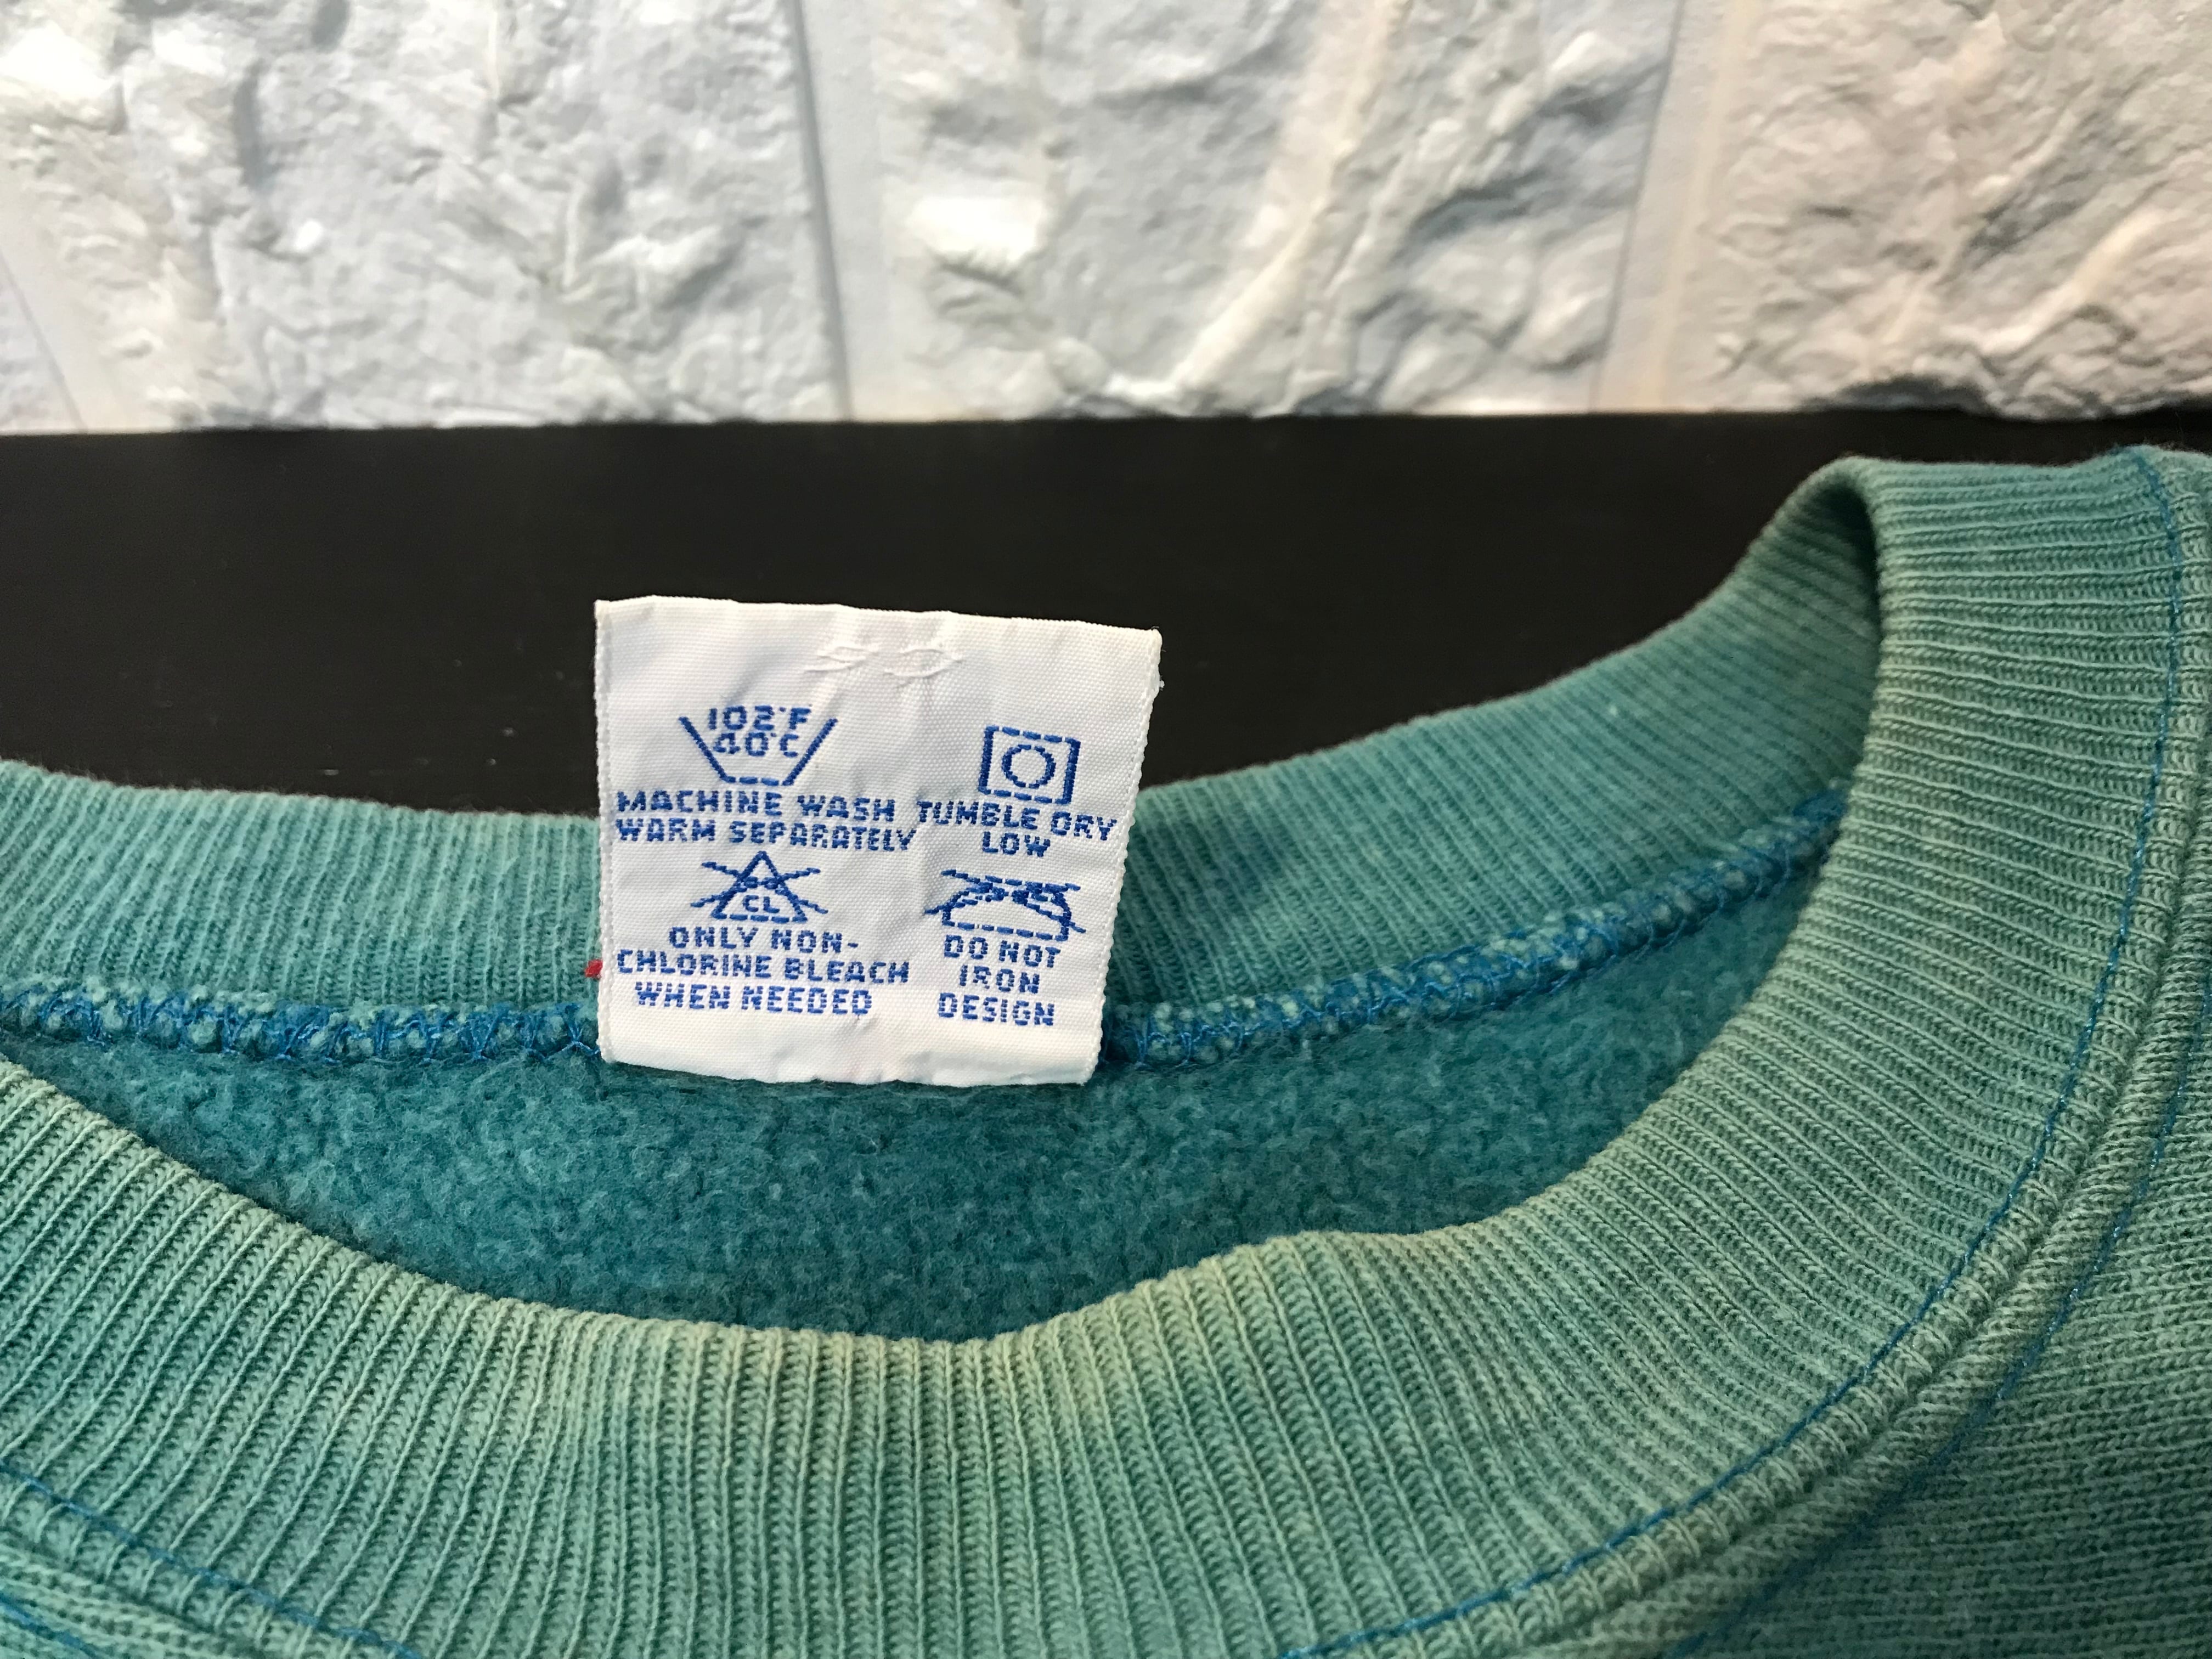 102°F
40°C
MACHINE WASH
WARM SEPARATELY
TUMBLE DRY
LOW
CL
ONLY NON-
CHLORINE BLEACH
WHEN NEEDED
DO NOT
IRON
DESIGN